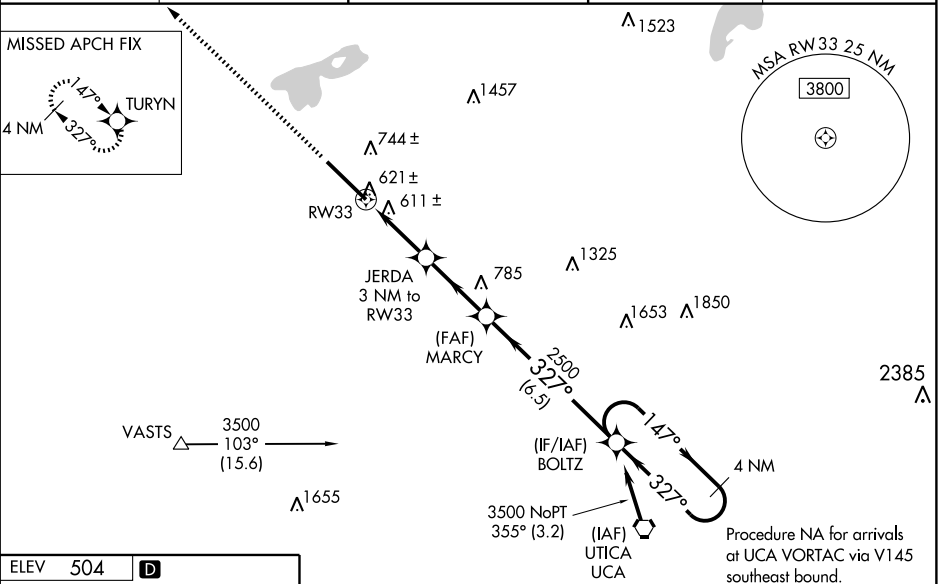 1523
MISSED APCH FIX
147°
TURYN
4 NM
327°
1457
MSA RW33 25 NM
3800
744 ±
621 ±
RW33
611 ±
JERDA
3 NM to
RW33
785
1325
(FAF)
MARCY
1653
1850
2500
327°
(6.5)
2385
VASTS
3500
103°
(15.6)
(IF/IAF)
BOLTZ
147°
4 NM
327°
1655
3500 NoPT
355° (3.2)
(IAF)
UTICA
UCA
Procedure NA for arrivals
at UCA VORTAC via V145
southeast bound.
ELEV 504 D